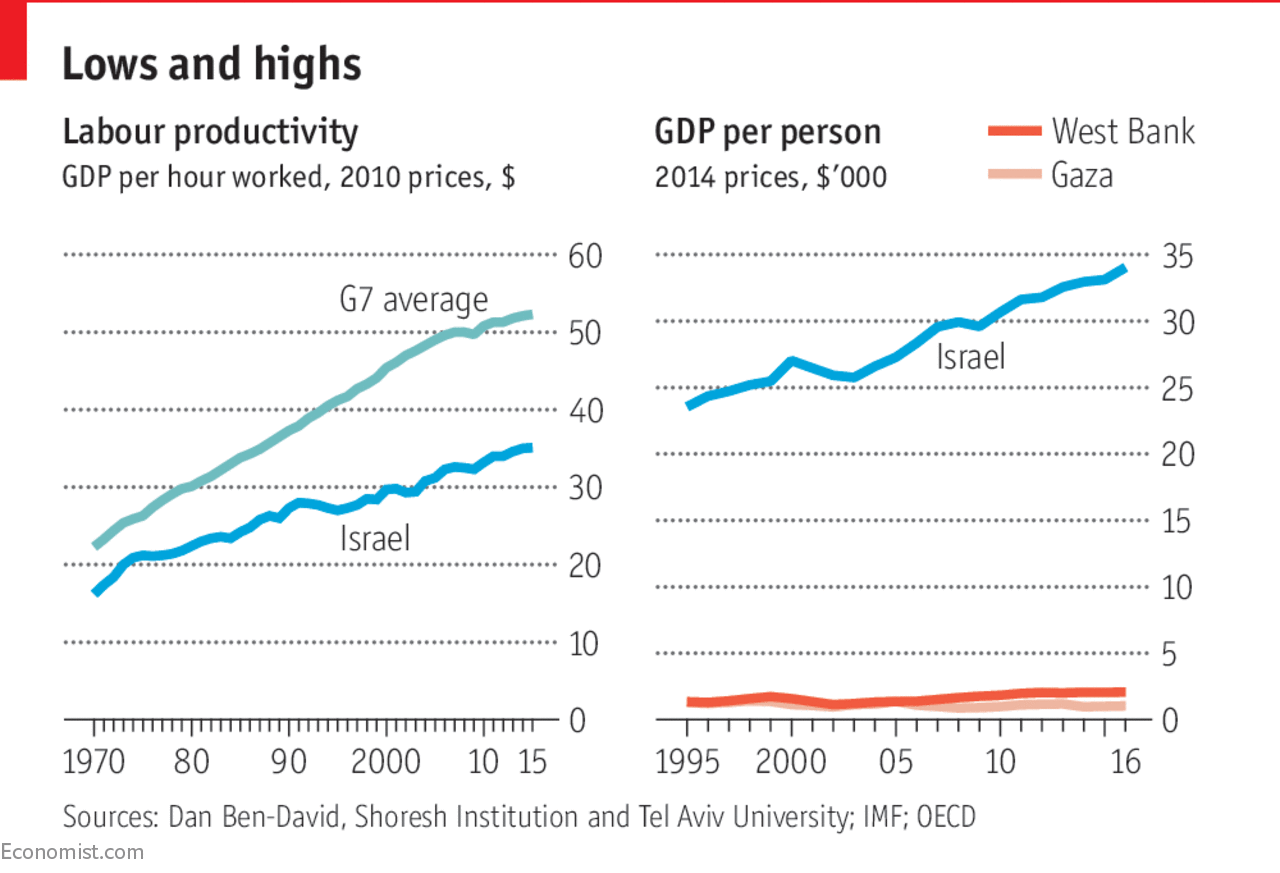 Lows and highs
Labour productivity
GDP per hour worked, 2010 prices, $
60
50
40
30
20
10
0
G7 average
Israel
1970 80 90 2000 10 15
GDP per person
2014 prices, $’000
West Bank
Gaza
35
30
25
20
15
10
5
0
Israel
1995 2000 05 10 16
Sources: Dan Ben-David, Shoresh Institution and Tel Aviv University; IMF; OECD
Economist.com